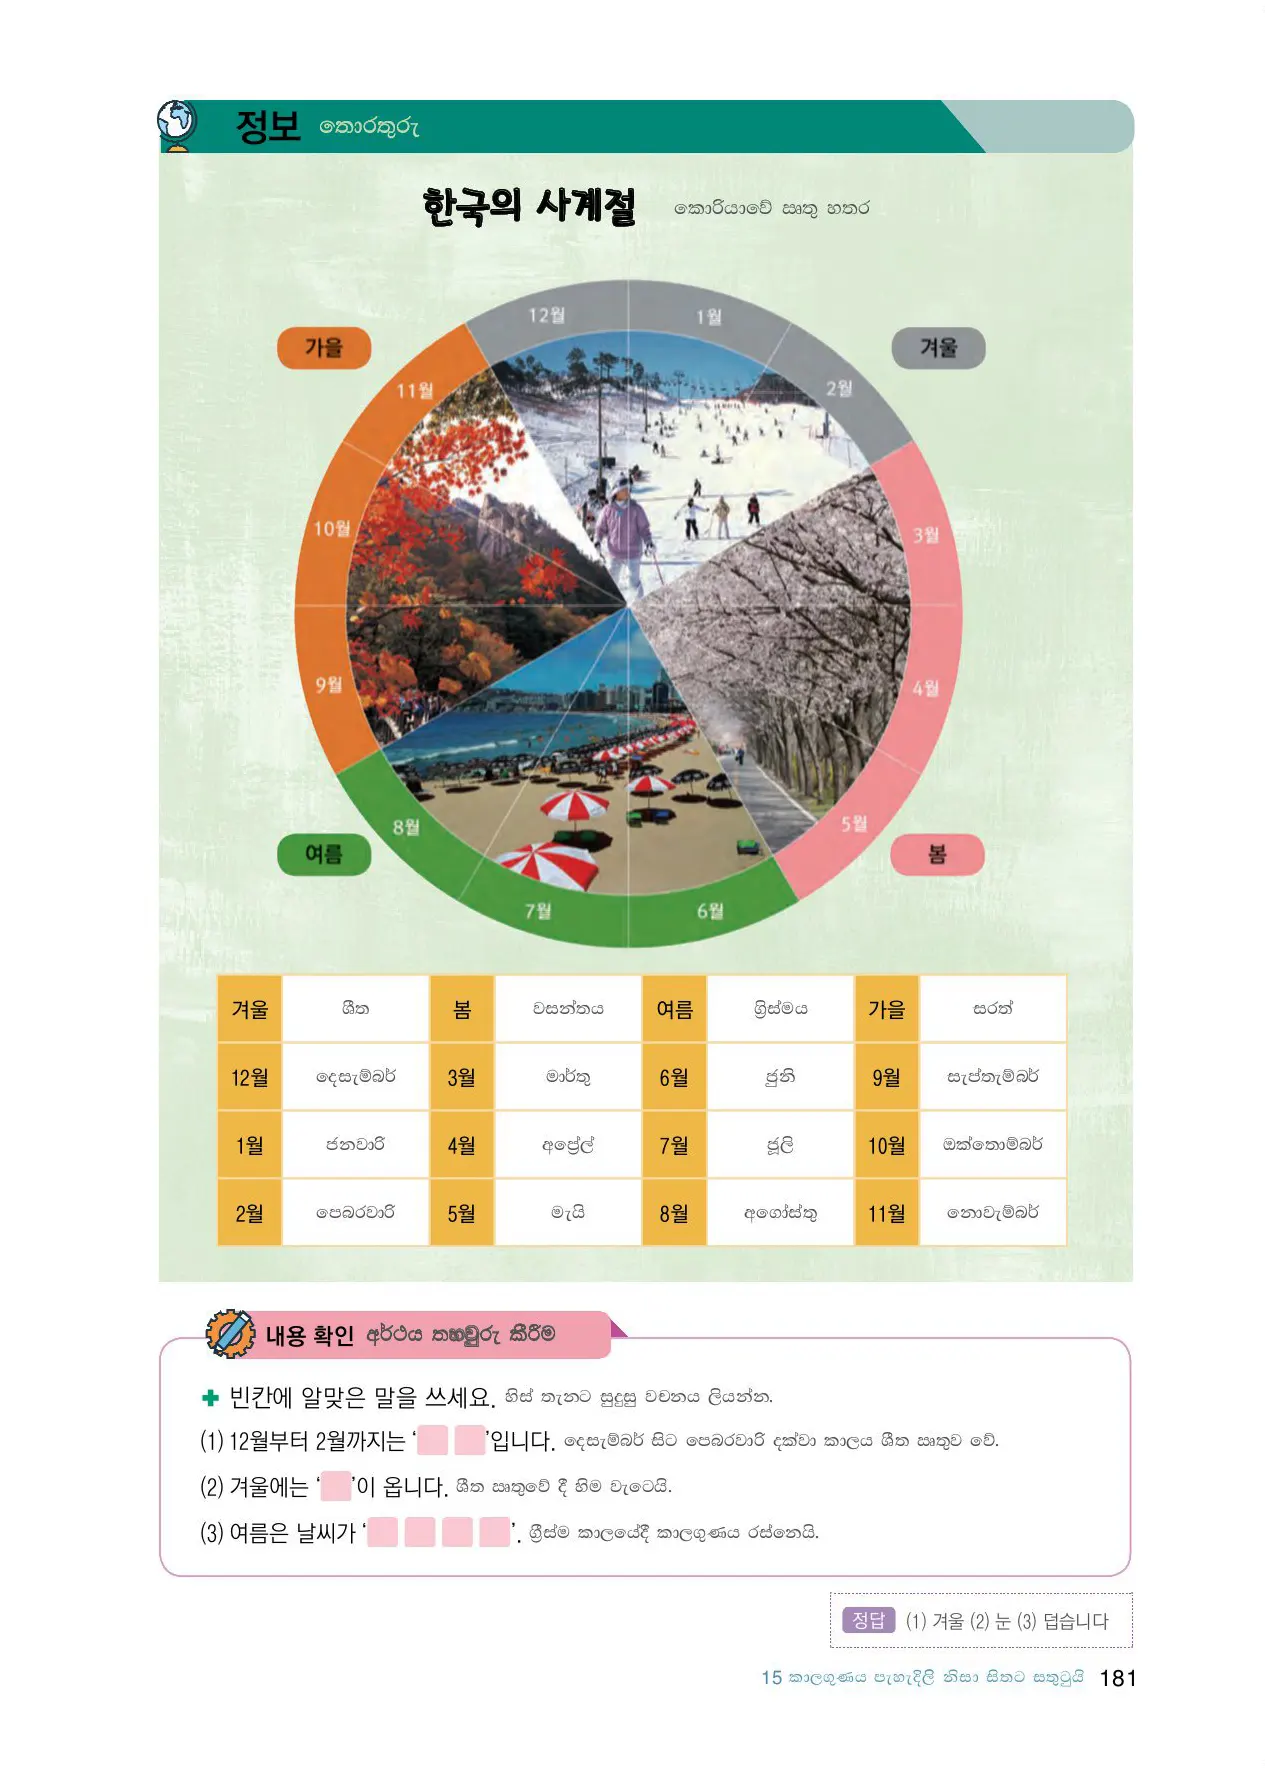 정보 තොරතුරු
한국의 사계절 කොරියාවේ ඍතු හතර
12월 1월
가을 겨울
11월 2월
10월 3월
9월 4월
8월 5월
여름 봄
7월 6월
겨울 ශීත 봄 වසන්තය 여름 ග්‍රිස්මය 가을 සරත්
12월 දෙසැම්බර් 3월 මාර්තු 6월 ජුනි 9월 සැප්තැම්බර්
1월 ජනවාරි 4월 අප්‍රේල් 7월 ජූලි 10월 ඔක්තොම්බර්
2월 පෙබරවාරි 5월 මැයි 8월 අගෝස්තු 11월 නොවැම්බර්
내용 확인 අර්ථය තහවුරු කීරීම
빈칸에 알맞은 말을 쓰세요. හිස් තැනට සුදුසු වචනය ලියන්න.
(1) 12월부터 2월까지는 ‘ ’입니다. දෙසැම්බර් සිට පෙබරවාරි දක්වා කාලය ශීත ඍතුව වේ.
(2) 겨울에는 ‘ ’이 옵니다. ශීත ඍතුවේ දී හිම වැටෙයි.
(3) 여름은 날씨가 ‘ ’. ග්‍රීස්ම කාලයේදී කාලගුණය රස්නෙයි.
정답 (1) 겨울 (2) 눈 (3) 덥습니다
15 කාලගුණය පැහැදිලි නිසා සිතට සතුටුයි 181